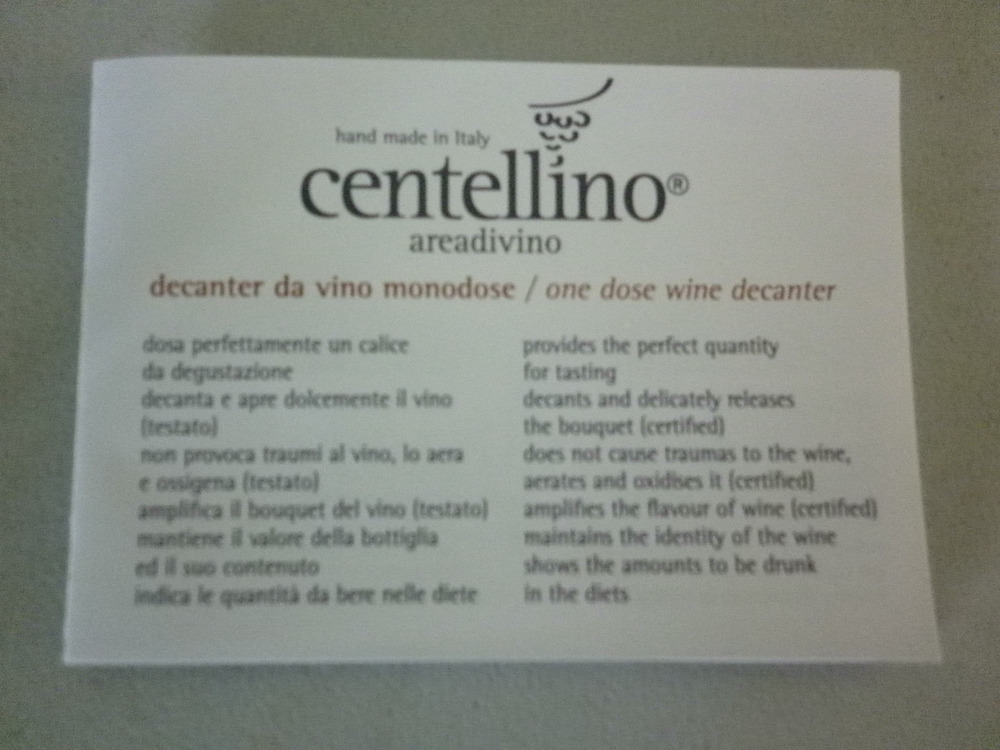 hand made in Italy
centellino®
areadivino
decanter da vino monodose / one dose wine decanter
dosa perfettamente un calice
da degustazione
decanta e apre dolcemente il vino
(testato)
non provoca traumi al vino, lo aera
e ossigena (testato)
amplifica il bouquet del vino (testato)
mantiene il valore della bottiglia
ed il suo contenuto
indica le quantità da bere nelle diete
provides the perfect quantity
for tasting
decants and delicately releases
the bouquet (certified)
does not cause traumas to the wine,
aerates and oxidises it (certified)
amplifies the flavour of wine (certified)
maintains the identity of the wine
shows the amounts to be drunk
in the diets